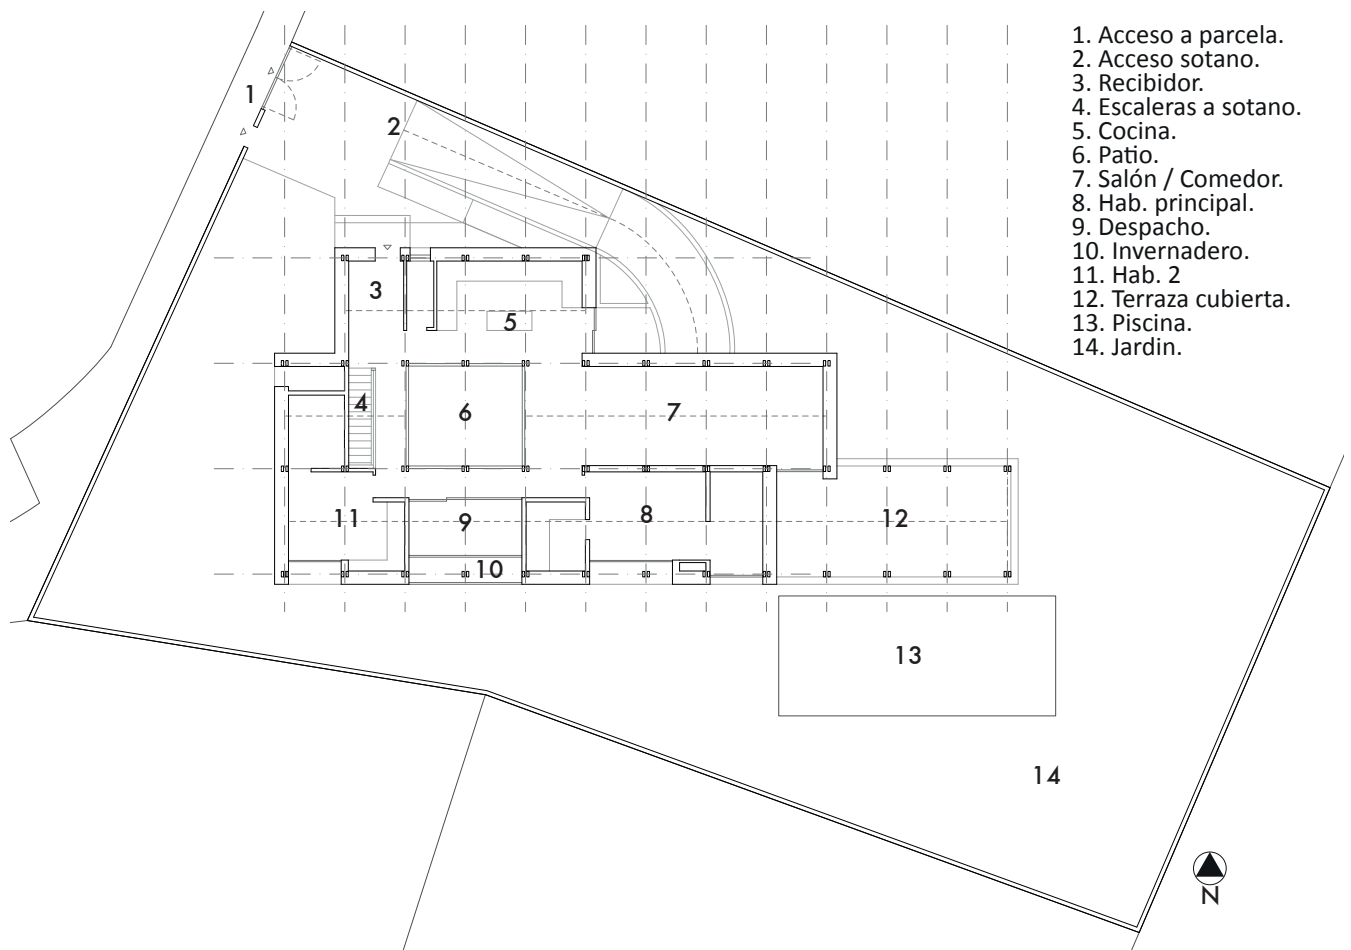 1. Acceso a parcela.
2. Acceso sotano.
3. Recibidor.
4. Escaleras a sotano.
5. Cocina.
6. Patio.
7. Salón / Comedor.
8. Hab. principal.
9. Despacho.
10. Invernadero.
11. Hab. 2
12. Terraza cubierta.
13. Piscina.
14. Jardin.
1
2
3
5
4
6
7
11
9
8
12
10
13
14
N